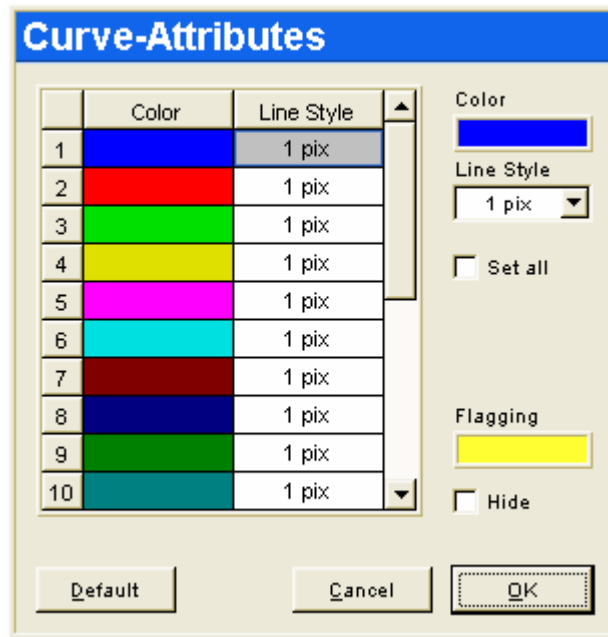 Curve-Attributes
Color Line Style
1 1 pix
2 1 pix
3 1 pix
4 1 pix
5 1 pix
6 1 pix
7 1 pix
8 1 pix
9 1 pix
10 1 pix
Color
Line Style
1 pix
Set all
Flagging
Hide
Default Cancel OK